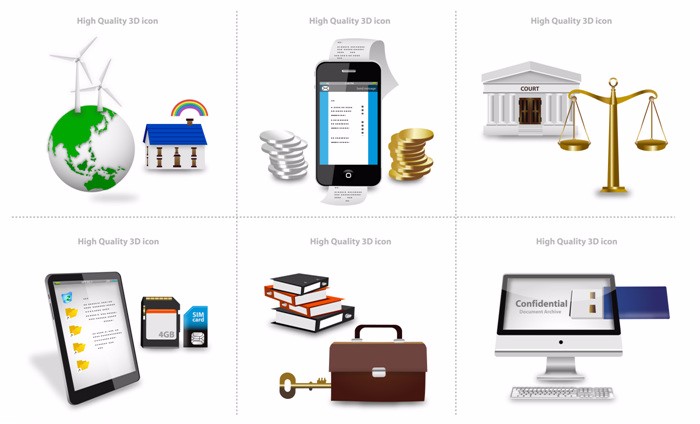 High Quality 3D icon
High Quality 3D icon
High Quality 3D icon
COURT
High Quality 3D icon
4GB
SIM
card
High Quality 3D icon
High Quality 3D icon
Confidential
Document Archive